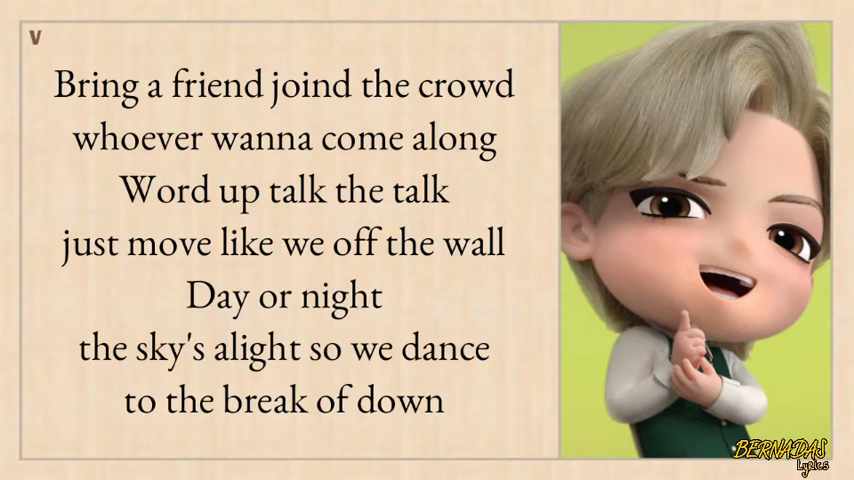 V
Bring a friend joind the crowd
whoever wanna come along
Word up talk the talk
just move like we off the wall
Day or night
the sky's alight so we dance
to the break of down
BERNADAS
Lyrics